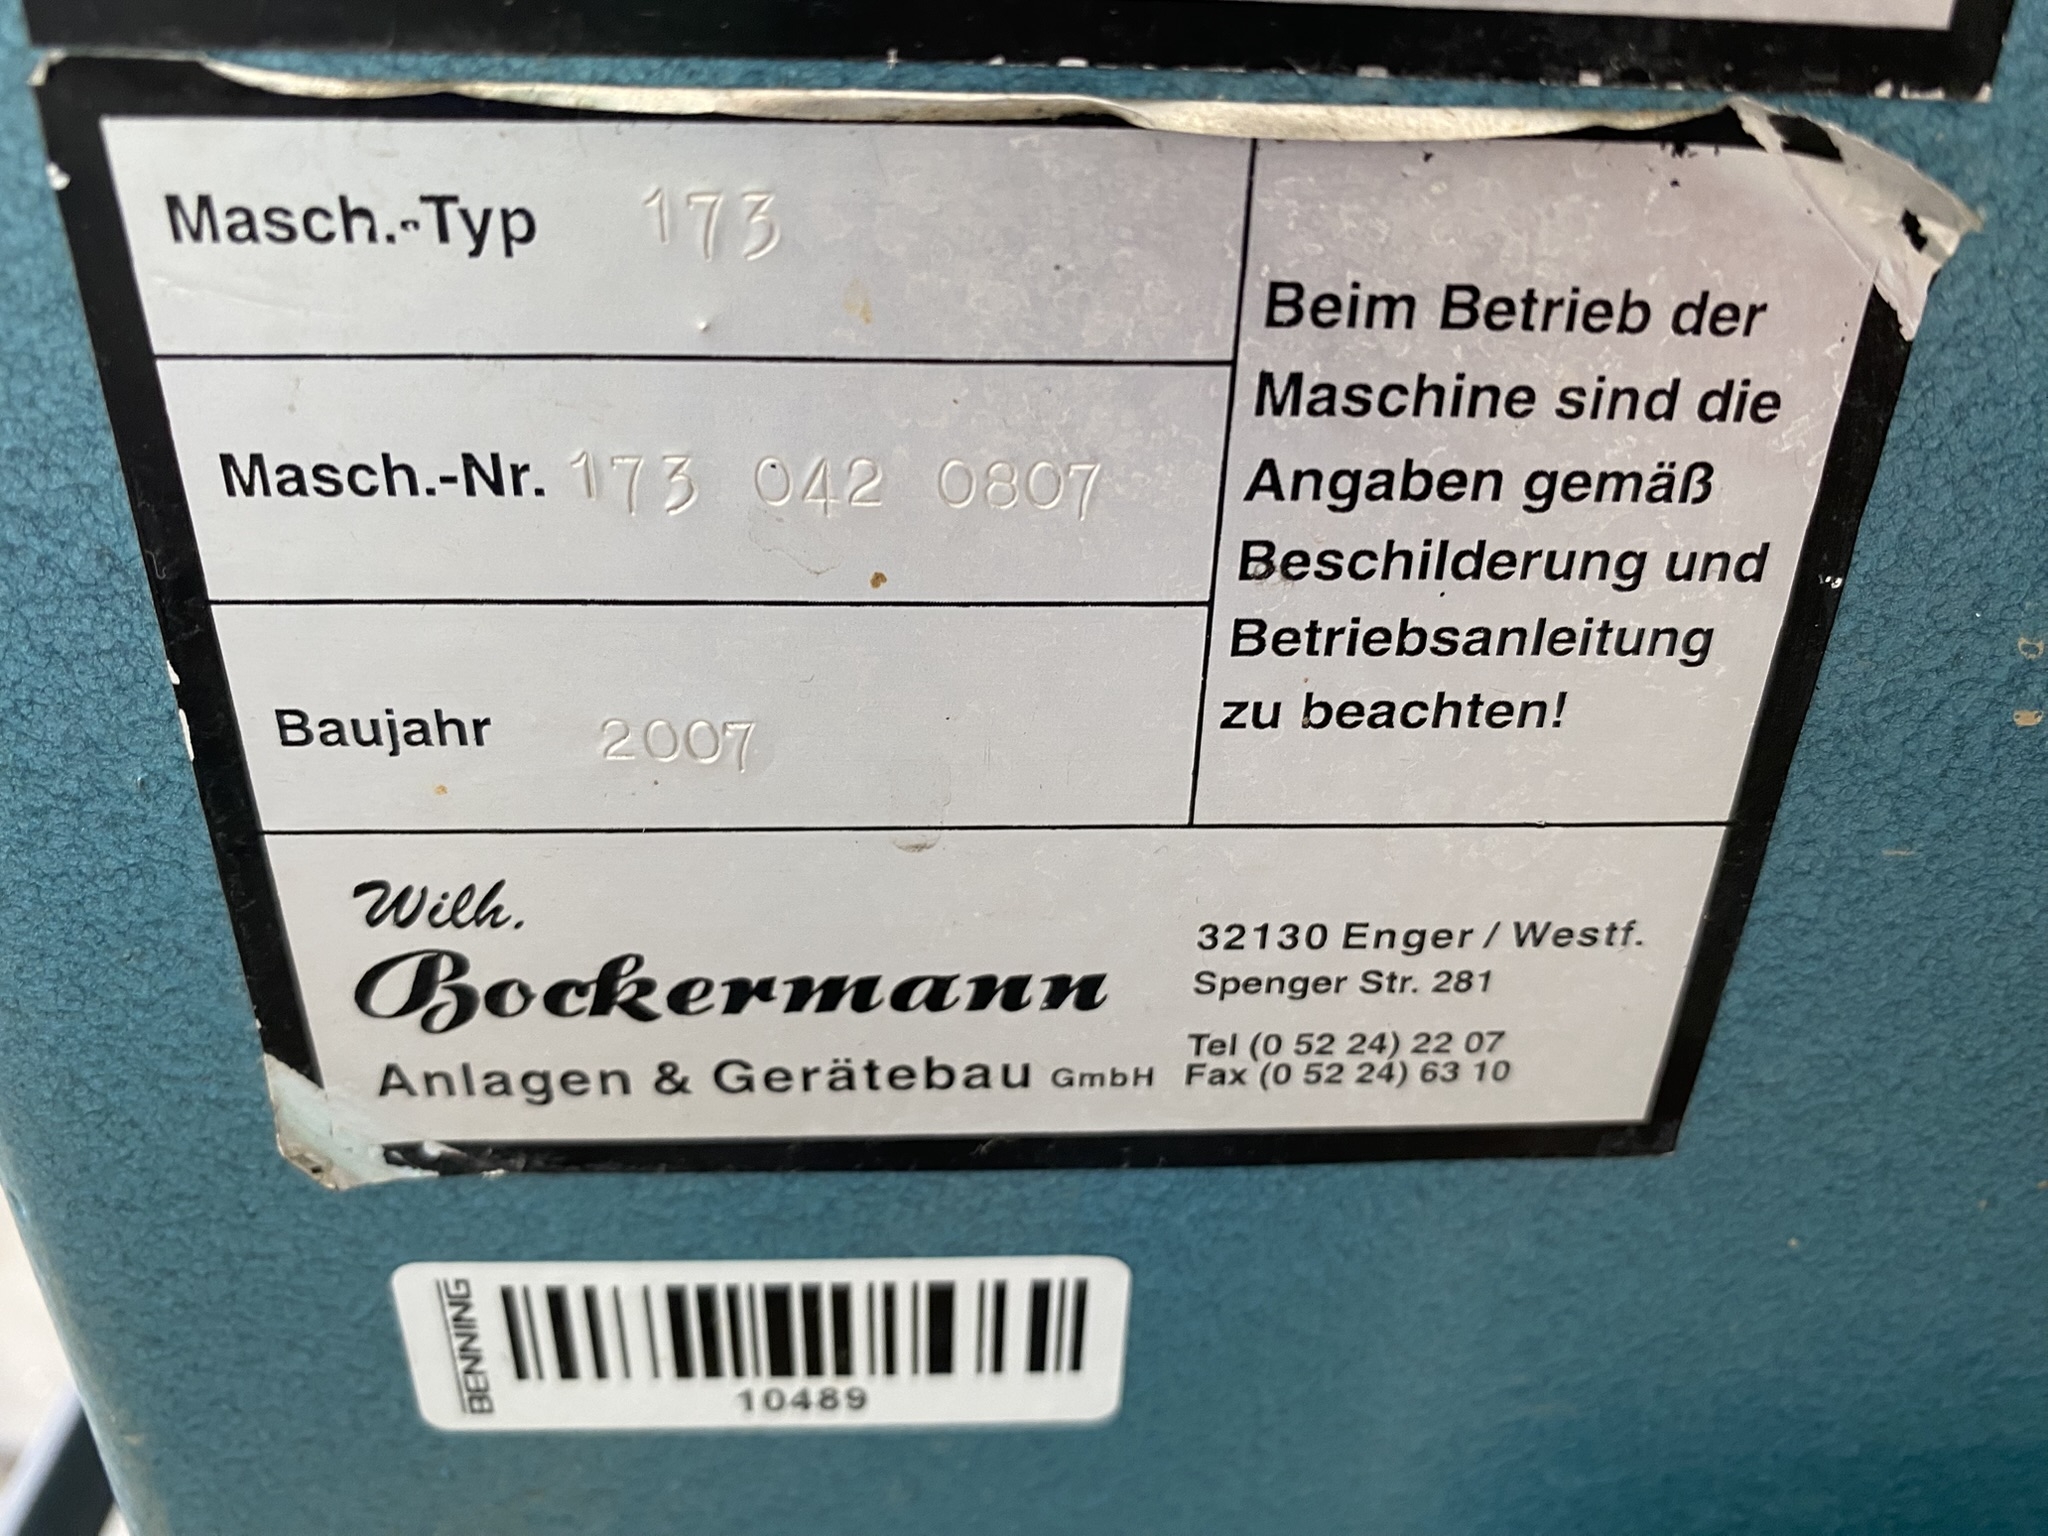 Masch.-Typ 173
Masch.-Nr. 173 042 0807
Baujahr 2007
Beim Betrieb der
Maschine sind die
Angaben gemäß
Beschilderung und
Betriebsanleitung
zu beachten!
Wilh.
Bockermann
Anlagen & Gerätebau GmbH
32130 Enger / Westf.
Spenger Str. 281
Tel (0 52 24) 22 07
Fax (0 52 24) 63 10
BENNING
10489